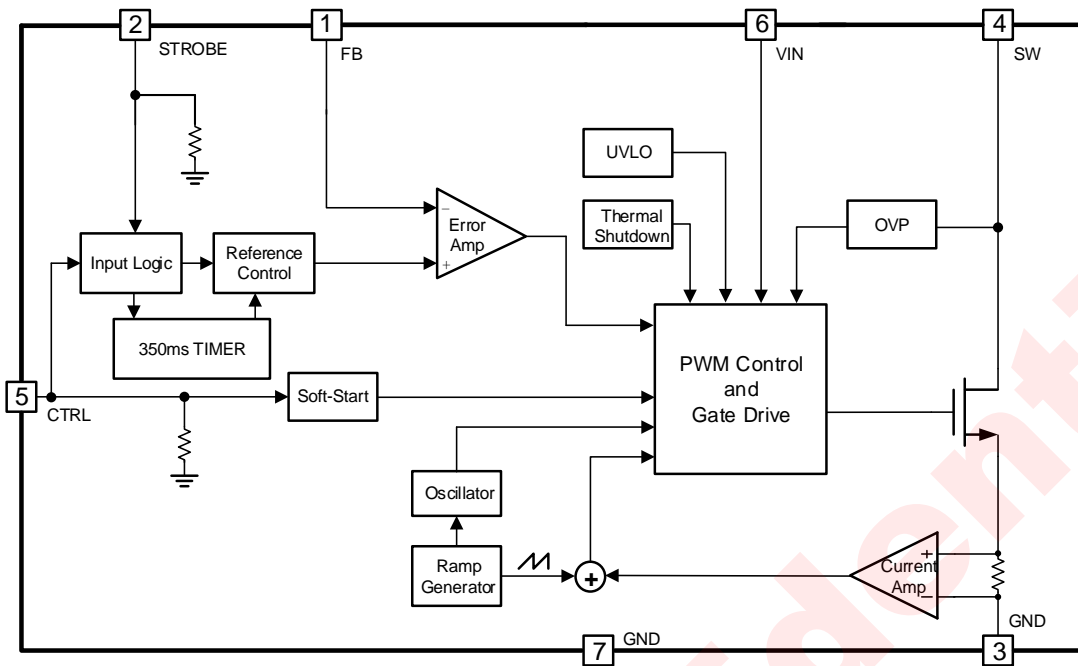 2
STROBE
1
FB
6
VIN
4
SW
UVLO
Thermal
Shutdown
OVP
−
Error
Amp
+
Input Logic
Reference
Control
350ms TIMER
5
CTRL
Soft-Start
PWM Control
and
Gate Drive
Oscillator
Ramp
Generator
+
+
Current
Amp
−
7
GND
GND
3